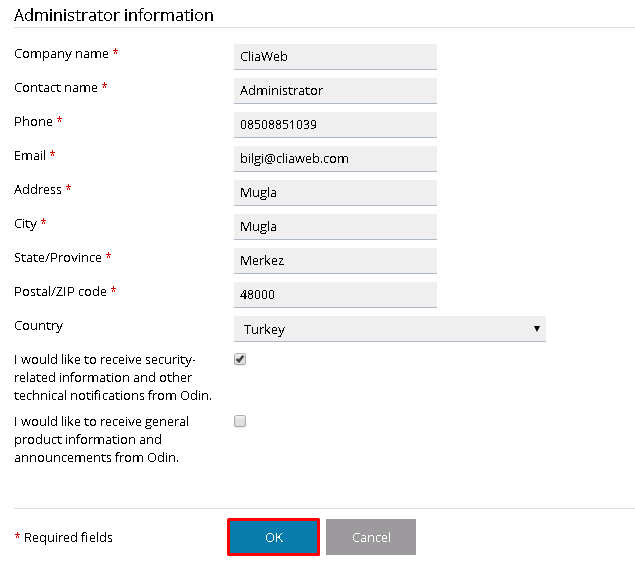 Administrator information
Company name * CliaWeb
Contact name * Administrator
Phone * 08508851039
Email * bilgi@cliaweb.com
Address * Mugla
City * Mugla
State/Province * Merkez
Postal/ZIP code * 48000
Country Turkey
I would like to receive security-
related information and other
technical notifications from Odin.
I would like to receive general
product information and
announcements from Odin.
* Required fields OK Cancel